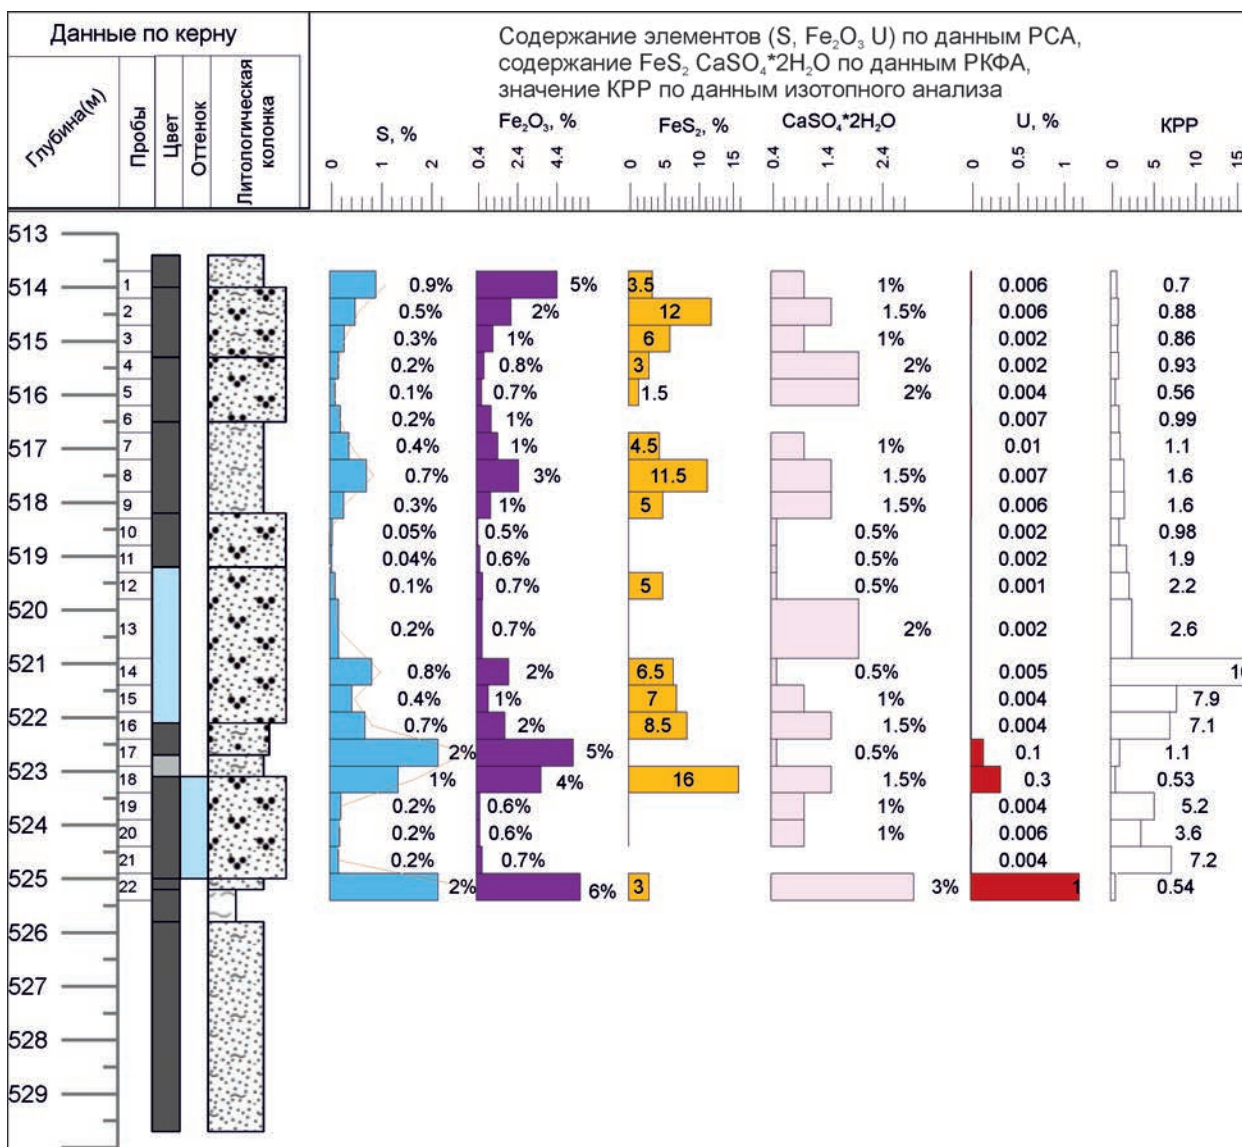 Данные по керну
Содержание элементов (S, Fe₂O₃ U) по данным РСА,
содержание FeS₂ CaSO₄*2H₂O по данным РКФА,
значение КРР по данным изотопного анализа
Глубина(м) Пробы Цвет Оттенок Литологическая колонка
S, % Fe₂O₃, % FeS₂, % CaSO₄*2H₂O U, % КРР
0 1 2 0.4 2.4 4.4 0 5 10 15 0.4 1.4 2.4 0 0.5 1 0 5 10 15
513
514 1 0.9% 5% 3.5 1% 0.006 0.7
2 0.5% 2% 12 1.5% 0.006 0.88
515 3 0.3% 1% 6 1% 0.002 0.86
4 0.2% 0.8% 3 2% 0.002 0.93
516 5 0.1% 0.7% 1.5 2% 0.004 0.56
6 0.2% 1% 0.007 0.99
517 7 0.4% 1% 4.5 1% 0.01 1.1
8 0.7% 3% 11.5 1.5% 0.007 1.6
518 9 0.3% 1% 5 1.5% 0.006 1.6
10 0.05% 0.5% 0.5% 0.002 0.98
519 11 0.04% 0.6% 0.5% 0.002 1.9
12 0.1% 0.7% 5 0.5% 0.001 2.2
520 13 0.2% 0.7% 2% 0.002 2.6
521 14 0.8% 2% 6.5 0.5% 0.005
15 0.4% 1% 7 1% 0.004 7.9
522 16 0.7% 2% 8.5 1.5% 0.004 7.1
17 2% 5% 0.5% 0.1 1.1
523 18 1% 4% 16 1.5% 0.3 0.53
19 0.2% 0.6% 1% 0.004 5.2
524 20 0.2% 0.6% 1% 0.006 3.6
21 0.2% 0.7% 0.004 7.2
525 22 2% 6% 3 3% 1 0.54
526
527
528
529